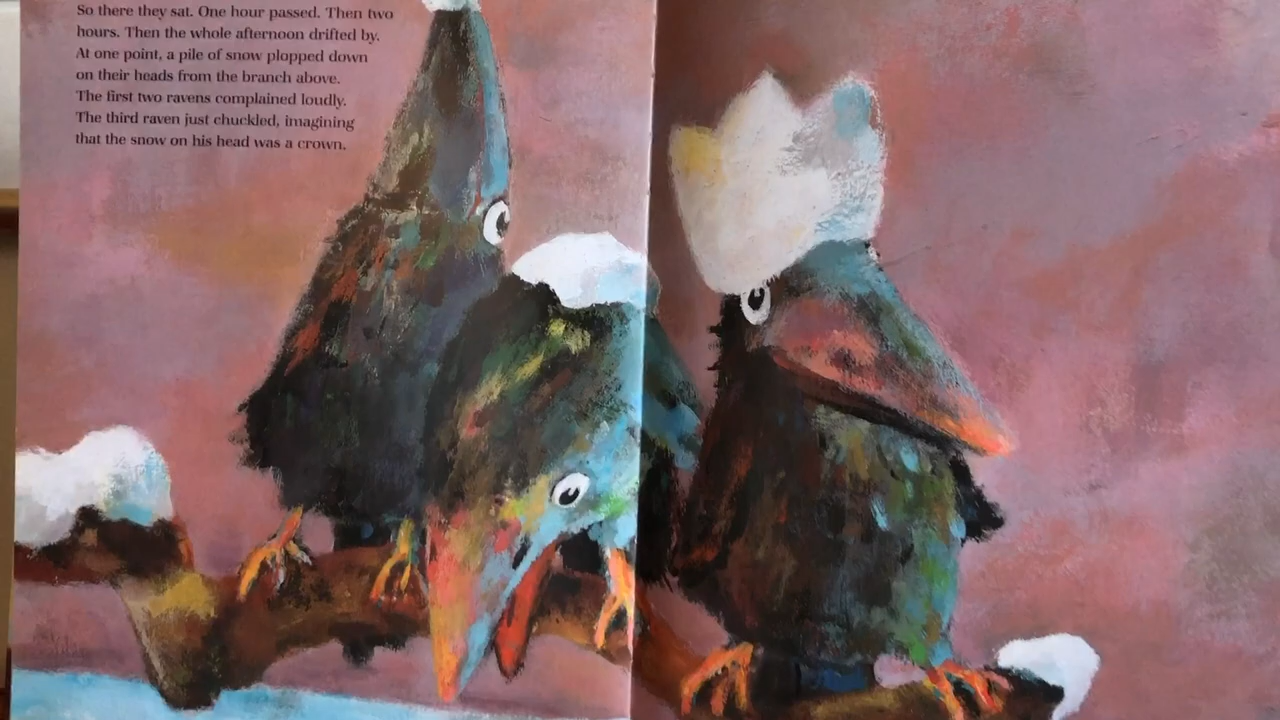 So there they sat. One hour passed. Then two
hours. Then the whole afternoon drifted by.
At one point, a pile of snow plopped down
on their heads from the branch above.
The first two ravens complained loudly.
The third raven just chuckled, imagining
that the snow on his head was a crown.